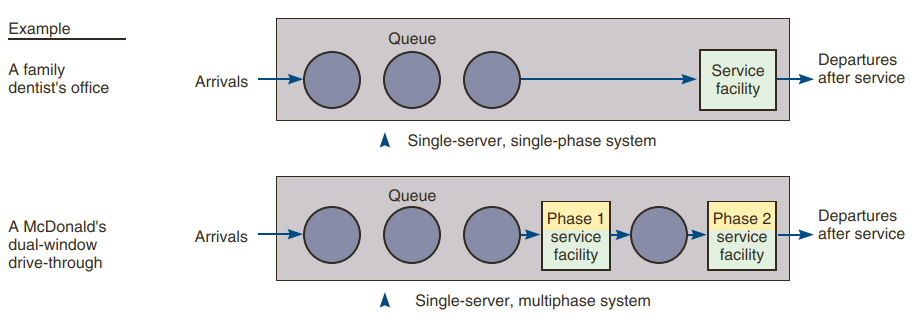 Example
Queue
A family
dentist's office
Arrivals
Service
facility
Departures
after service
Single-server, single-phase system
Queue
A McDonald's
dual-window
drive-through
Arrivals
Phase 1
service
facility
Phase 2
service
facility
Departures
after service
Single-server, multiphase system